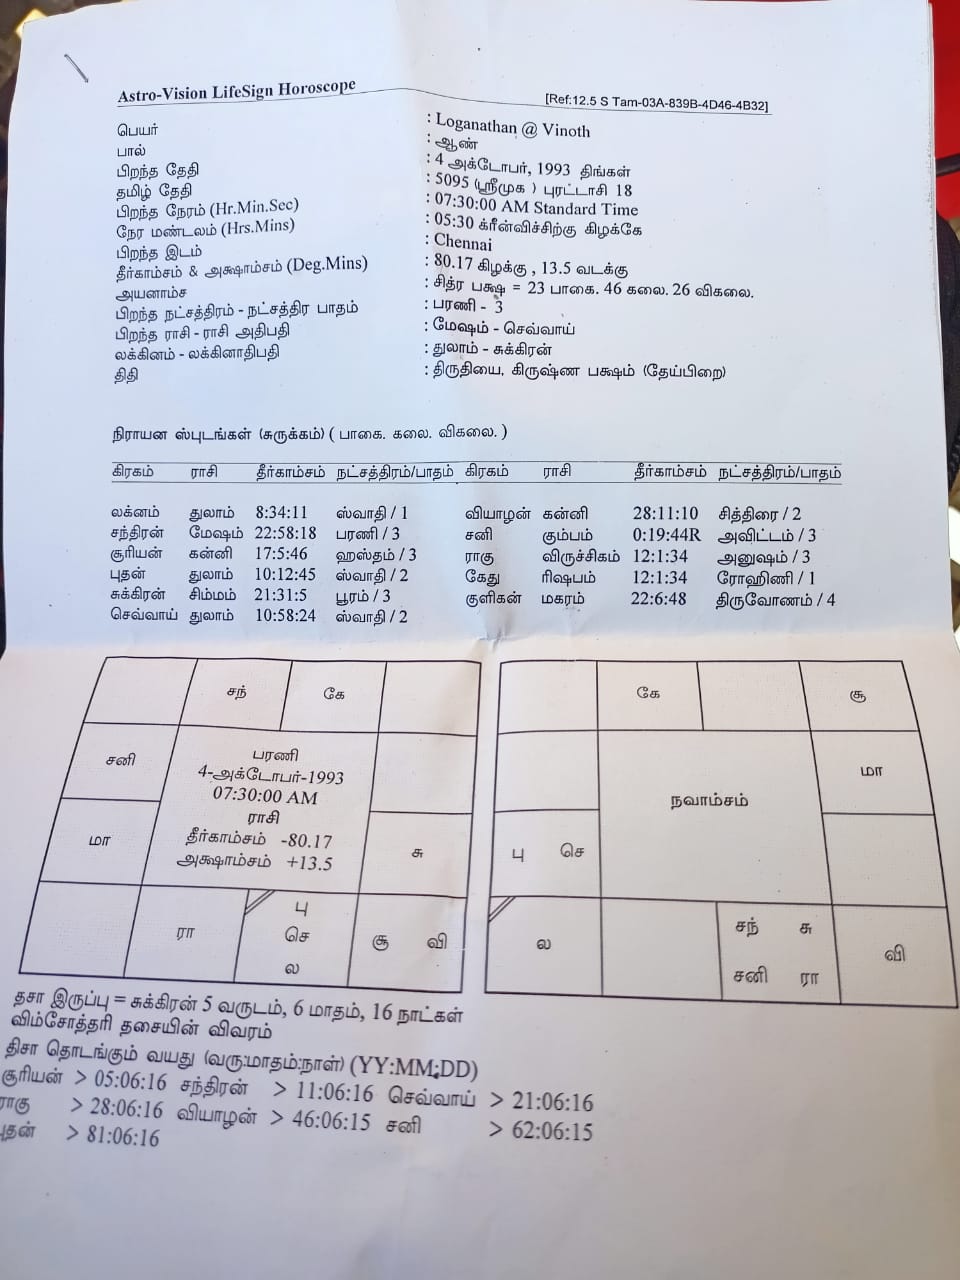 Astro-Vision LifeSign Horoscope [Ref:12.5 S Tam-03A-839B-4D46-4B32]
பெயர் : Loganathan @ Vinoth
பால் : ஆண்
பிறந்த தேதி : 4 அக்டோபர், 1993 திங்கள்
தமிழ் தேதி : 5095 (ஸ்ரீமுக ) புரட்டாசி 18
பிறந்த நேரம் (Hr.Min.Sec) : 07:30:00 AM Standard Time
நேர மண்டலம் (Hrs.Mins) : 05:30 க்ரீன்விச்சிற்கு கிழக்கே
பிறந்த இடம் : Chennai
தீர்காம்சம் & அக்ஷாம்சம் (Deg.Mins) : 80.17 கிழக்கு , 13.5 வடக்கு
அயனாம்ச : சித்ர பக்ஷ = 23 பாகை. 46 கலை. 26 விகலை.
பிறந்த நட்சத்திரம் - நட்சத்திர பாதம் : பரணி - 3
பிறந்த ராசி - ராசி அதிபதி : மேஷம் - செவ்வாய்
லக்கினம் - லக்கினாதிபதி : துலாம் - சுக்கிரன்
திதி : திருதியை, கிருஷ்ண பக்ஷம் (தேய்பிறை)
நிராயன ஸ்புடங்கள் (சுருக்கம்) ( பாகை. கலை. விகலை. )
கிரகம் ராசி தீர்காம்சம் நட்சத்திரம்/பாதம் கிரகம் ராசி தீர்காம்சம் நட்சத்திரம்/பாதம்
லக்னம் துலாம் 8:34:11 ஸ்வாதி / 1 வியாழன் கன்னி 28:11:10 சித்திரை / 2
சந்திரன் மேஷம் 22:58:18 பரணி / 3 சனி கும்பம் 0:19:44R அவிட்டம் / 3
சூரியன் கன்னி 17:5:46 ஹஸ்தம் / 3 ராகு விருச்சிகம் 12:1:34 அனுஷம் / 3
புதன் துலாம் 10:12:45 ஸ்வாதி / 2 கேது ரிஷபம் 12:1:34 ரோஹிணி / 1
சுக்கிரன் சிம்மம் 21:31:5 பூரம் / 3 குளிகன் மகரம் 22:6:48 திருவோணம் / 4
செவ்வாய் துலாம் 10:58:24 ஸ்வாதி / 2
சந் கே
சனி
பரணி
4-அக்டோபர்-1993
07:30:00 AM
ராசி
தீர்காம்சம் -80.17
அக்ஷாம்சம் +13.5
மா சு
ரா
பு
செ
ல
சூ வி
கே சூ
நவாம்சம்
மா
பு செ
ல
சந் சு
சனி ரா
வி
தசா இருப்பு = சுக்கிரன் 5 வருடம், 6 மாதம், 16 நாட்கள்
விம்சோத்தரி தசையின் விவரம்
திசா தொடங்கும் வயது (வரு:மாதம்:நாள்) (YY:MM:DD)
சூரியன் > 05:06:16 சந்திரன் > 11:06:16 செவ்வாய் > 21:06:16
ராகு > 28:06:16 வியாழன் > 46:06:15 சனி > 62:06:15
புதன் > 81:06:16